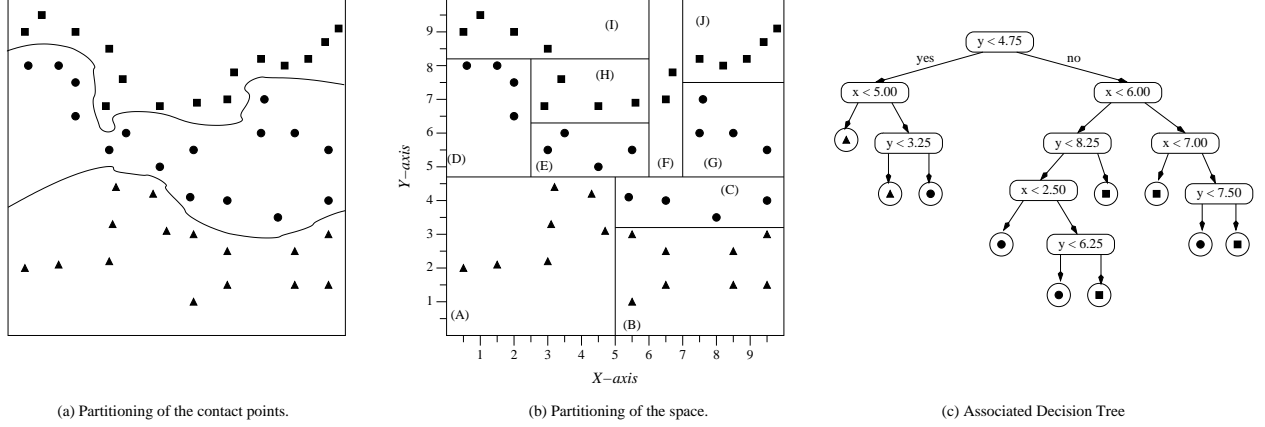 9
8
7
6
5
4
3
2
1
Y–axis
1 2 3 4 5 6 7 8 9
X–axis
(I)
(J)
(H)
(D)
(E)
(F)
(G)
(C)
(A)
(B)
y < 4.75
yes
no
x < 5.00
x < 6.00
y < 3.25
y < 8.25
x < 7.00
x < 2.50
y < 7.50
y < 6.25
(a) Partitioning of the contact points.
(b) Partitioning of the space.
(c) Associated Decision Tree